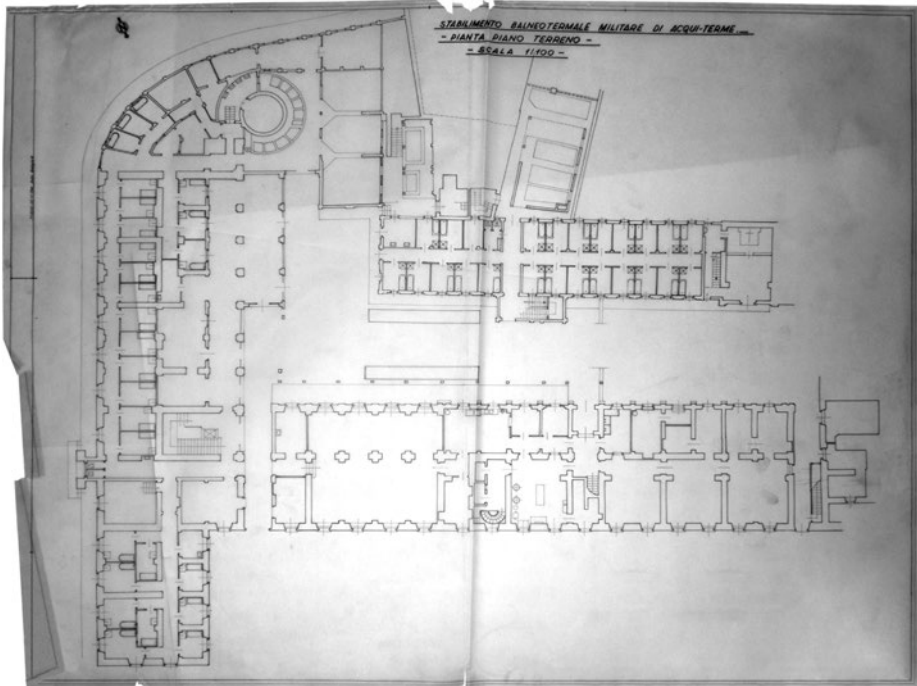 STABILIMENTO BALNEOTERMALE MILITARE DI ACQUI-TERME
- PIANTA PIANO TERRENO -
- SCALA 1:100 -